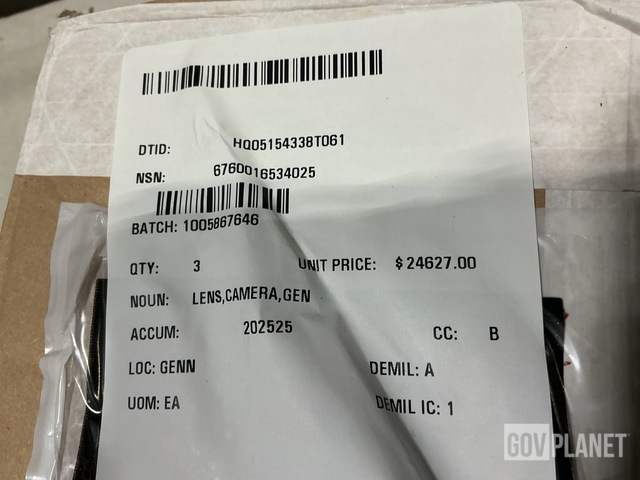 DTID: HQ05154338T061
NSN: 6760016534025
BATCH: 1005867646
QTY: 3 UNIT PRICE: $24627.00
NOUN: LENS,CAMERA,GEN
ACCUM: 202525 CC: B
LOC: GENN DEMIL: A
UOM: EA DEMIL IC: 1
GOVPLANET